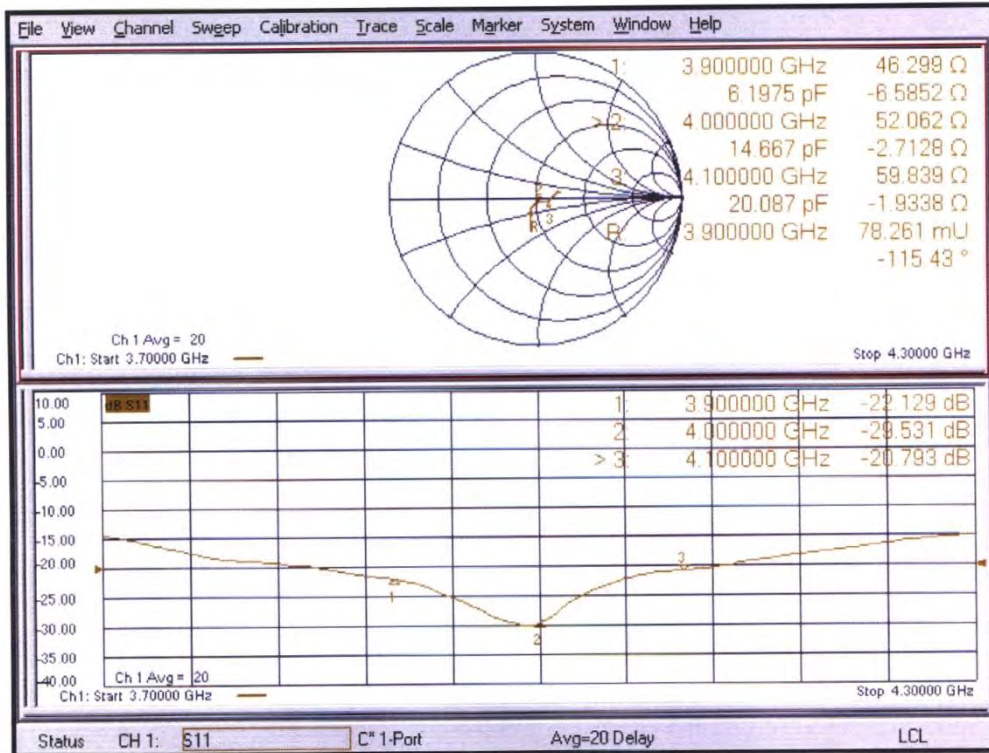 File View Channel Sweep Calibration Trace Scale Marker System Window Help
1: 3.900000 GHz 46.299 Ω
6.1975 pF -6.5852 Ω
> 2: 4.000000 GHz 52.062 Ω
14.667 pF -2.7128 Ω
3: 4.100000 GHz 59.839 Ω
20.087 pF -1.9338 Ω
R: 3.900000 GHz 78.261 mU
-115.43 °
2
1
R
3
Ch 1 Avg = 20
Ch1: Start 3.70000 GHz
Stop 4.30000 GHz
10.00
5.00
0.00
-5.00
-10.00
-15.00
-20.00
-25.00
-30.00
-35.00
-40.00
dB S11
1: 3.900000 GHz -22.129 dB
2: 4.000000 GHz -29.531 dB
> 3: 4.100000 GHz -20.793 dB
1
2
3
Ch 1 Avg = 20
Ch1: Start 3.70000 GHz
Stop 4.30000 GHz
Status CH 1: S11 C* 1-Port Avg=20 Delay LCL